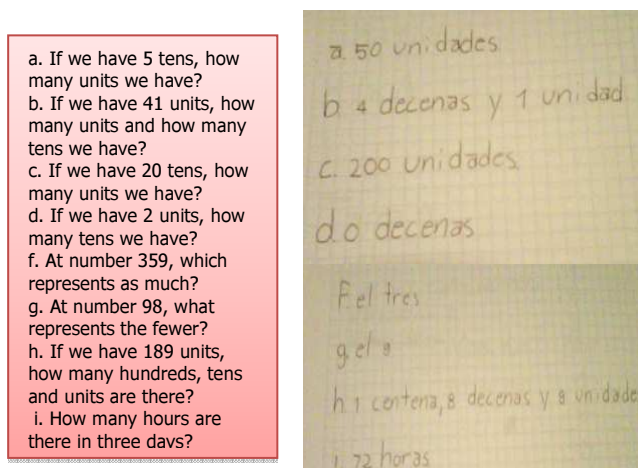 a. If we have 5 tens, how
many units we have?
b. If we have 41 units, how
many units and how many
tens we have?
c. If we have 20 tens, how
many units we have?
d. If we have 2 units, how
many tens we have?
f. At number 359, which
represents as much?
g. At number 98, what
represents the fewer?
h. If we have 189 units,
how many hundreds, tens
and units are there?
i. How many hours are
there in three days?
a. 50 unidades
b. 4 decenas y 1 unidad
c. 200 unidades
d. 0 decenas
f. el tres
g. el
h. 1 centena, 8 decenas y 8 unidade
i. 72 horas